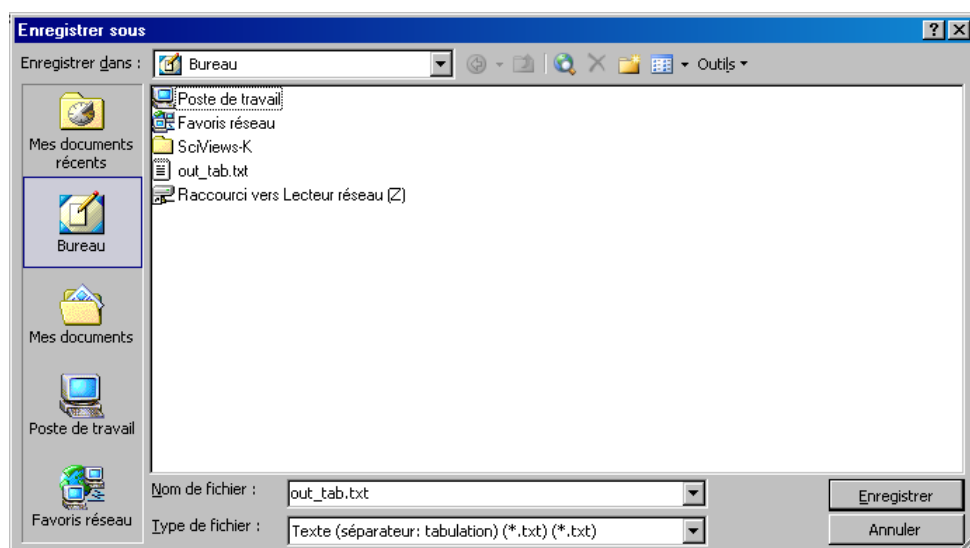 Enregistrer sous
Enregistrer dans : Bureau Outils
Poste de travail
Favoris réseau
SciViews-K
out_tab.txt
Raccourci vers Lecteur réseau (Z)
Mes documents
récents
Bureau
Mes documents
Poste de travail
Favoris réseau
Nom de fichier : out_tab.txt Enregistrer
Type de fichier : Texte (séparateur: tabulation) (*.txt) (*.txt) Annuler